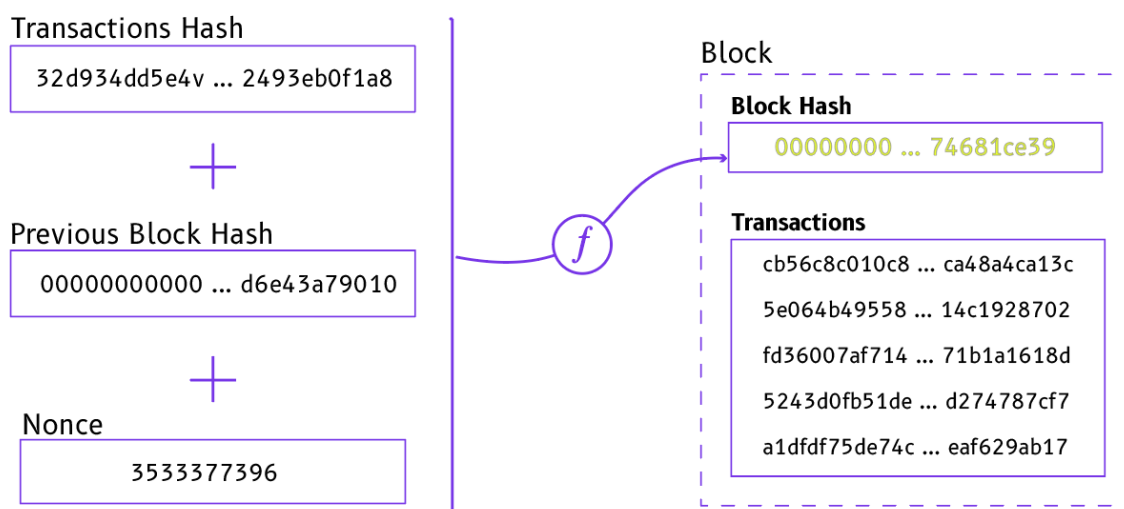 Transactions Hash
32d934dd5e4v ... 2493eb0f1a8
+
Previous Block Hash
00000000000 ... d6e43a79010
+
Nonce
3533377396
f
Block
Block Hash
00000000 ... 74681ce39
Transactions
cb56c8c010c8 ... ca48a4ca13c
5e064b49558 ... 14c1928702
fd36007af714 ... 71b1a1618d
5243d0fb51de ... d274787cf7
a1dfdf75de74c ... eaf629ab17